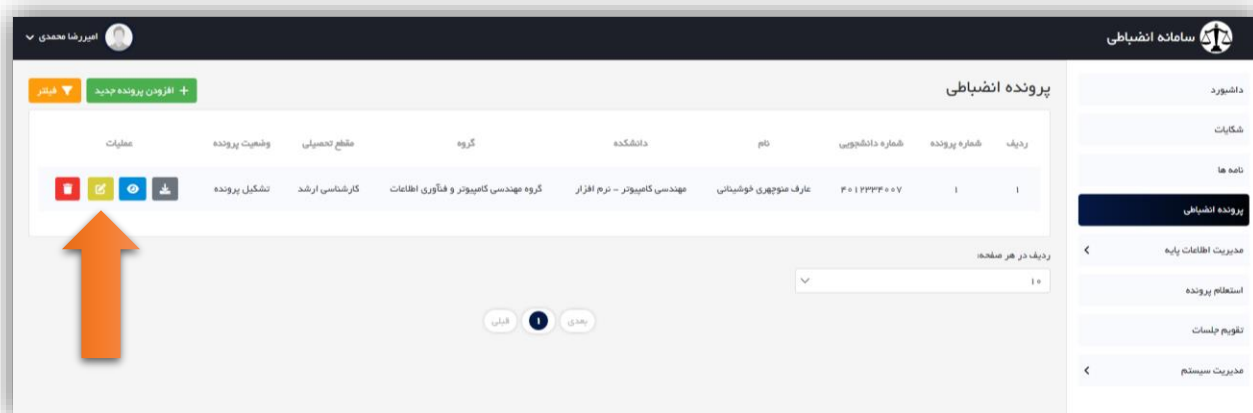 سامانه انضباطی
امیررضا محمدی
داشبورد
شکایات
نامه ها
پرونده انضباطی
مدیریت اطلاعات پایه
استعلام پرونده
تقویم جلسات
مدیریت سیستم
پرونده انضباطی
+ افزودن پرونده جدید
فیلتر
ردیف شماره پرونده شماره دانشجویی نام دانشکده گروه مقطع تحصیلی وضعیت پرونده عملیات
۱ ۱ ۴۰۱۲۳۳۴۰۰۷ عارف منوچهری خوشینانی مهندسی کامپیوتر - نرم افزار گروه مهندسی کامپیوتر و فنآوری اطلاعات کارشناسی ارشد تشکیل پرونده
ردیف در هر صفحه:
۱۰
بعدی ۱ قبلی